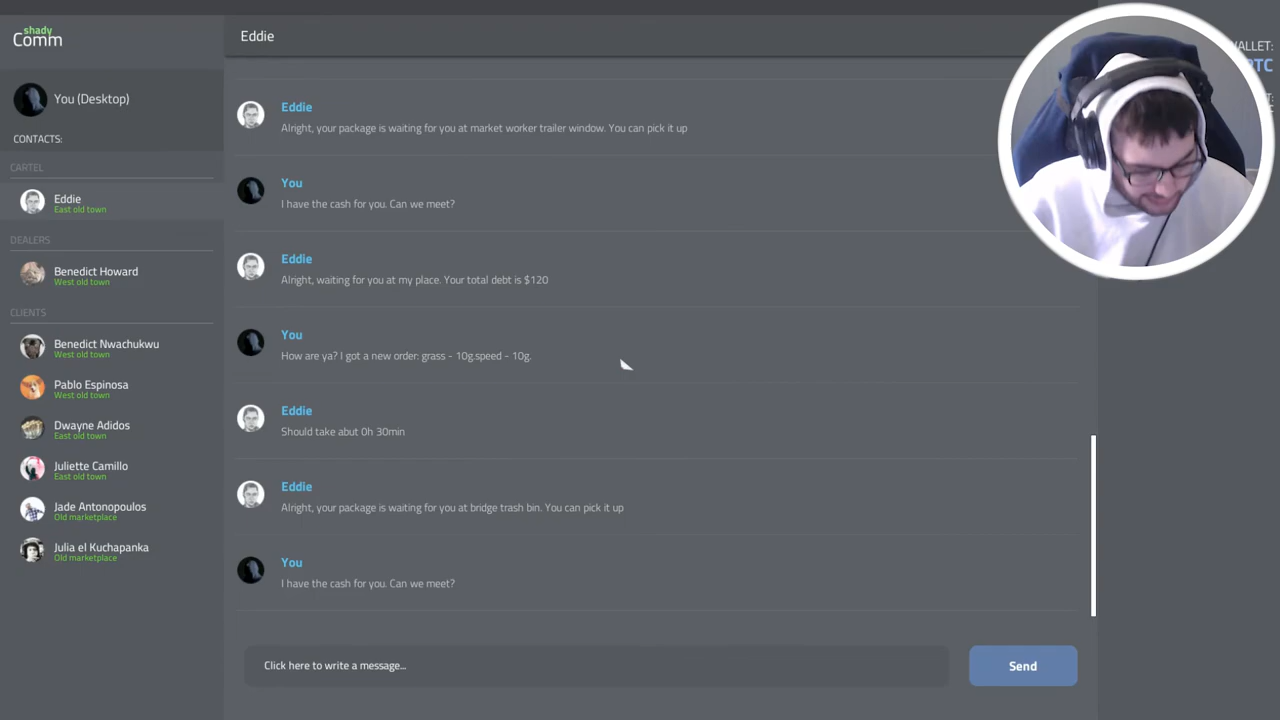 shady
Comm
Eddie
WALLET:
BTC
You (Desktop)
CONTACTS:
CARTEL
Eddie
East old town
DEALERS
Benedict Howard
West old town
CLIENTS
Benedict Nwachukwu
West old town
Pablo Espinosa
West old town
Dwayne Adidos
East old town
Juliette Camillo
East old town
Jade Antonopoulos
Old marketplace
Julia el Kuchapanka
Old marketplace
Eddie
Alright, your package is waiting for you at market worker trailer window. You can pick it up
You
I have the cash for you. Can we meet?
Eddie
Alright, waiting for you at my place. Your total debt is $120
You
How are ya? I got a new order: grass - 10g.speed - 10g.
Eddie
Should take abut 0h 30min
Eddie
Alright, your package is waiting for you at bridge trash bin. You can pick it up
You
I have the cash for you. Can we meet?
Click here to write a message...
Send